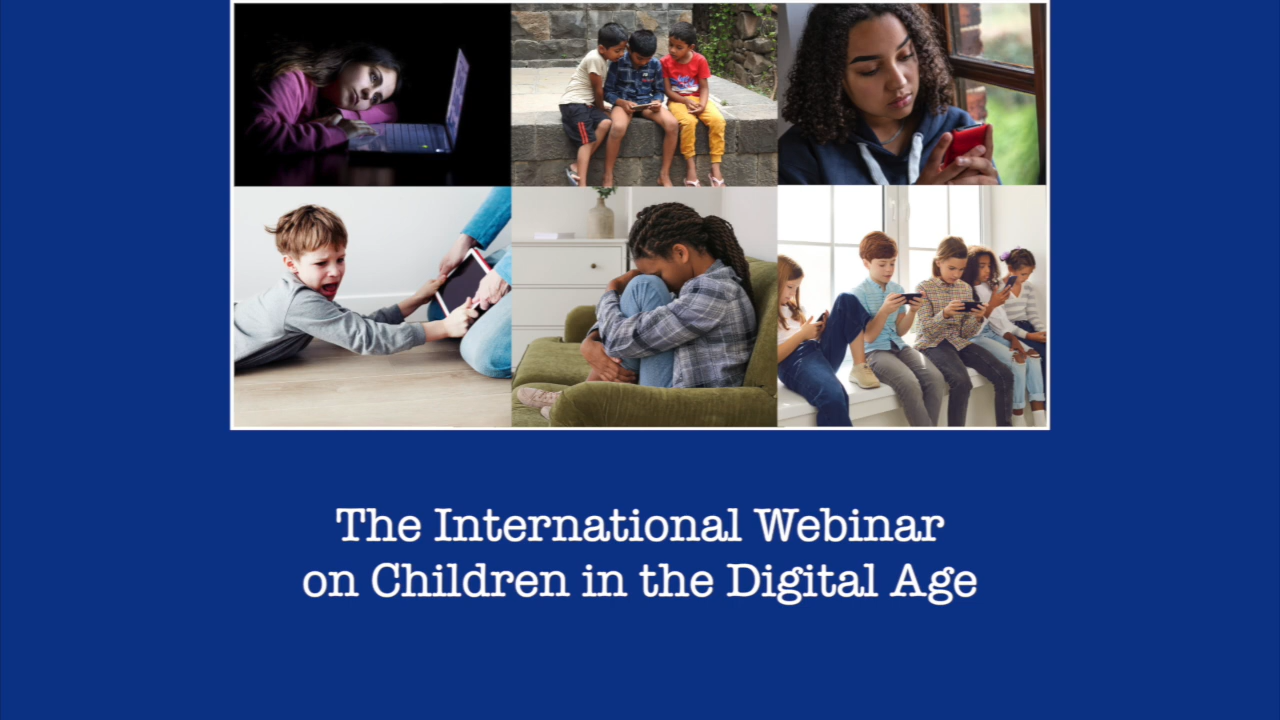 The International Webinar
on Children in the Digital Age